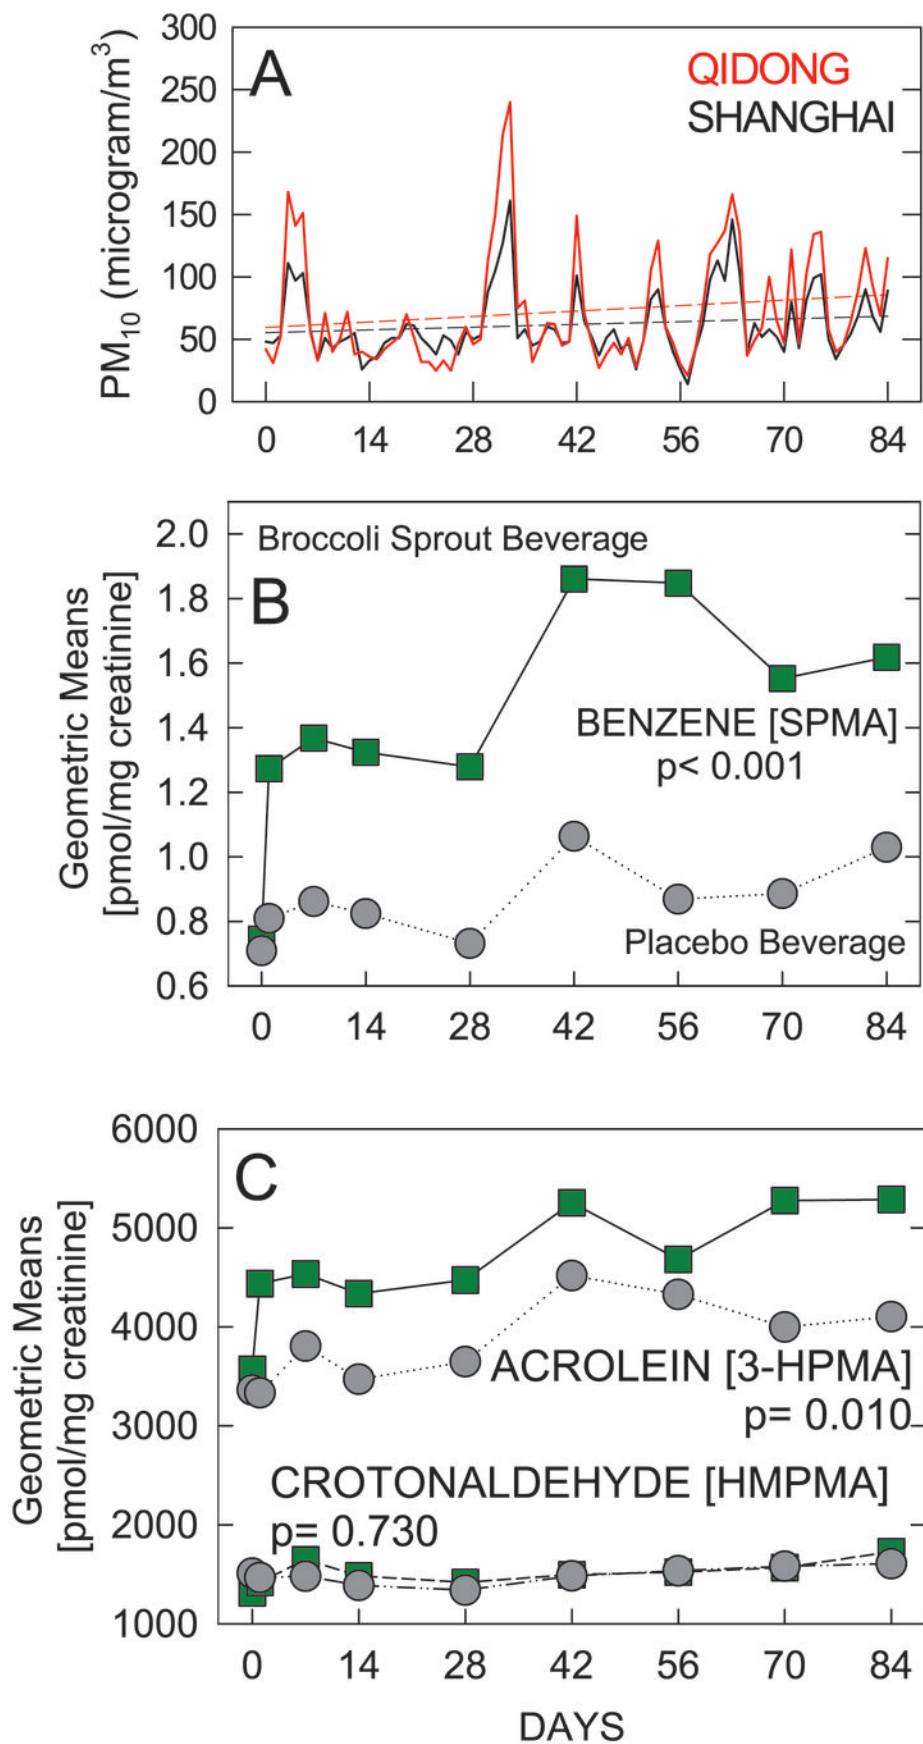 A
QIDONG
SHANGHAI
PM₁₀ (microgram/m³)
300
250
200
150
100
50
0
0 14 28 42 56 70 84
Broccoli Sprout Beverage
B
BENZENE [SPMA]
p< 0.001
Placebo Beverage
Geometric Means
[pmol/mg creatinine]
2.0
1.8
1.6
1.4
1.2
1.0
0.8
0.6
0 14 28 42 56 70 84
C
ACROLEIN [3-HPMA]
p= 0.010
CROTONALDEHYDE [HMPMA]
p= 0.730
Geometric Means
[pmol/mg creatinine]
6000
5000
4000
3000
2000
1000
0 14 28 42 56 70 84
DAYS